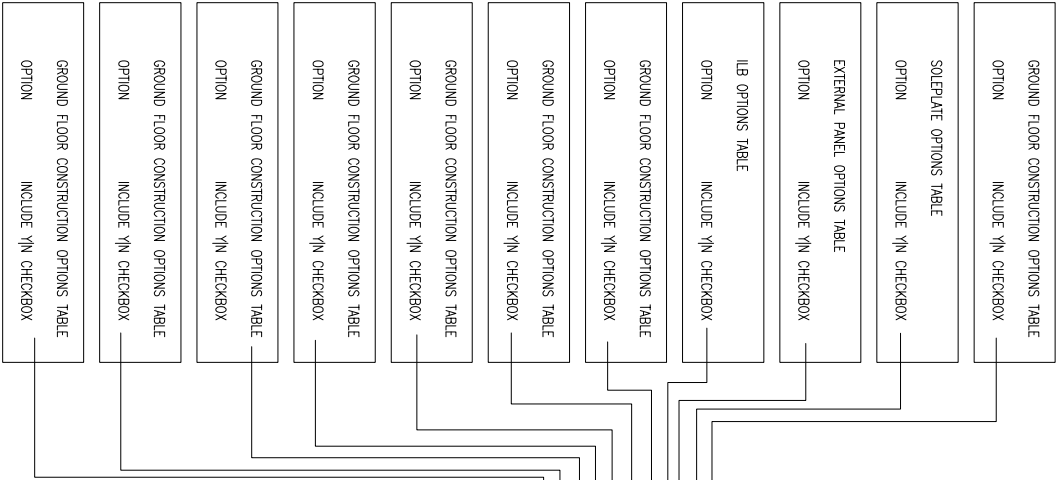 GROUND FLOOR CONSTRUCTION OPTIONS TABLE
OPTION INCLUDE Y|N CHECKBOX
SOLEPLATE OPTIONS TABLE
OPTION INCLUDE Y|N CHECKBOX
EXTERNAL PANEL OPTIONS TABLE
OPTION INCLUDE Y|N CHECKBOX
ILB OPTIONS TABLE
OPTION INCLUDE Y|N CHECKBOX
GROUND FLOOR CONSTRUCTION OPTIONS TABLE
OPTION INCLUDE Y|N CHECKBOX
GROUND FLOOR CONSTRUCTION OPTIONS TABLE
OPTION INCLUDE Y|N CHECKBOX
GROUND FLOOR CONSTRUCTION OPTIONS TABLE
OPTION INCLUDE Y|N CHECKBOX
GROUND FLOOR CONSTRUCTION OPTIONS TABLE
OPTION INCLUDE Y|N CHECKBOX
GROUND FLOOR CONSTRUCTION OPTIONS TABLE
OPTION INCLUDE Y|N CHECKBOX
GROUND FLOOR CONSTRUCTION OPTIONS TABLE
OPTION INCLUDE Y|N CHECKBOX
GROUND FLOOR CONSTRUCTION OPTIONS TABLE
OPTION INCLUDE Y|N CHECKBOX